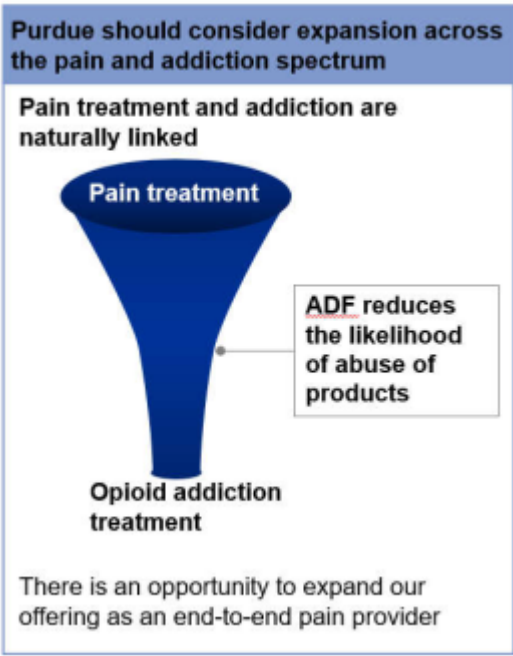 Purdue should consider expansion across
the pain and addiction spectrum
Pain treatment and addiction are
naturally linked
Pain treatment
ADF reduces
the likelihood
of abuse of
products
Opioid addiction
treatment
There is an opportunity to expand our
offering as an end-to-end pain provider